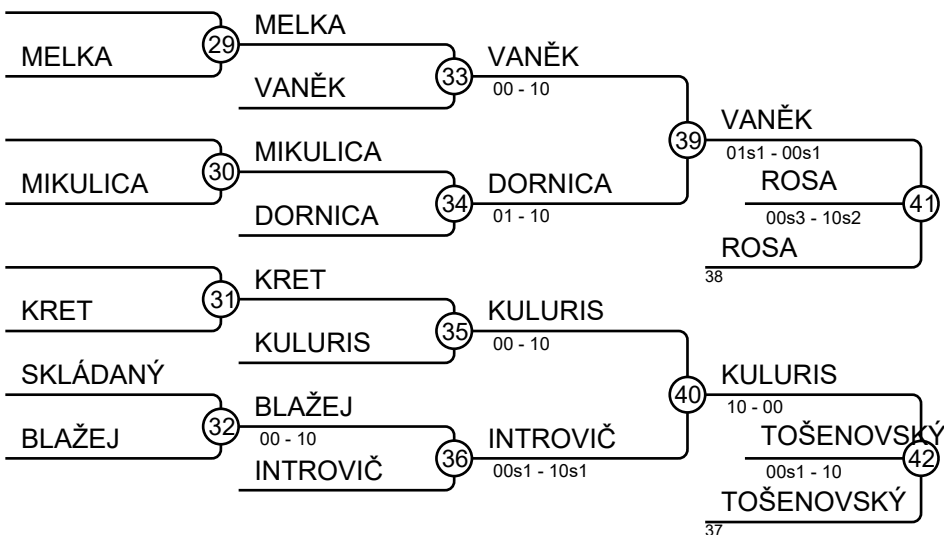 MELKA
29
MELKA
VANĚK
33
VANĚK
00 - 10
MIKULICA
30
MIKULICA
DORNICA
34
DORNICA
01 - 10
39
VANĚK
01s1 - 00s1
ROSA
00s3 - 10s2
41
ROSA
38
KRET
31
KRET
KULURIS
35
KULURIS
00 - 10
SKLÁDANÝ
BLAŽEJ
32
BLAŽEJ
00 - 10
INTROVIČ
36
INTROVIČ
00s1 - 10s1
40
KULURIS
10 - 00
TOŠENOVSKÝ
00s1 - 10
42
TOŠENOVSKÝ
37